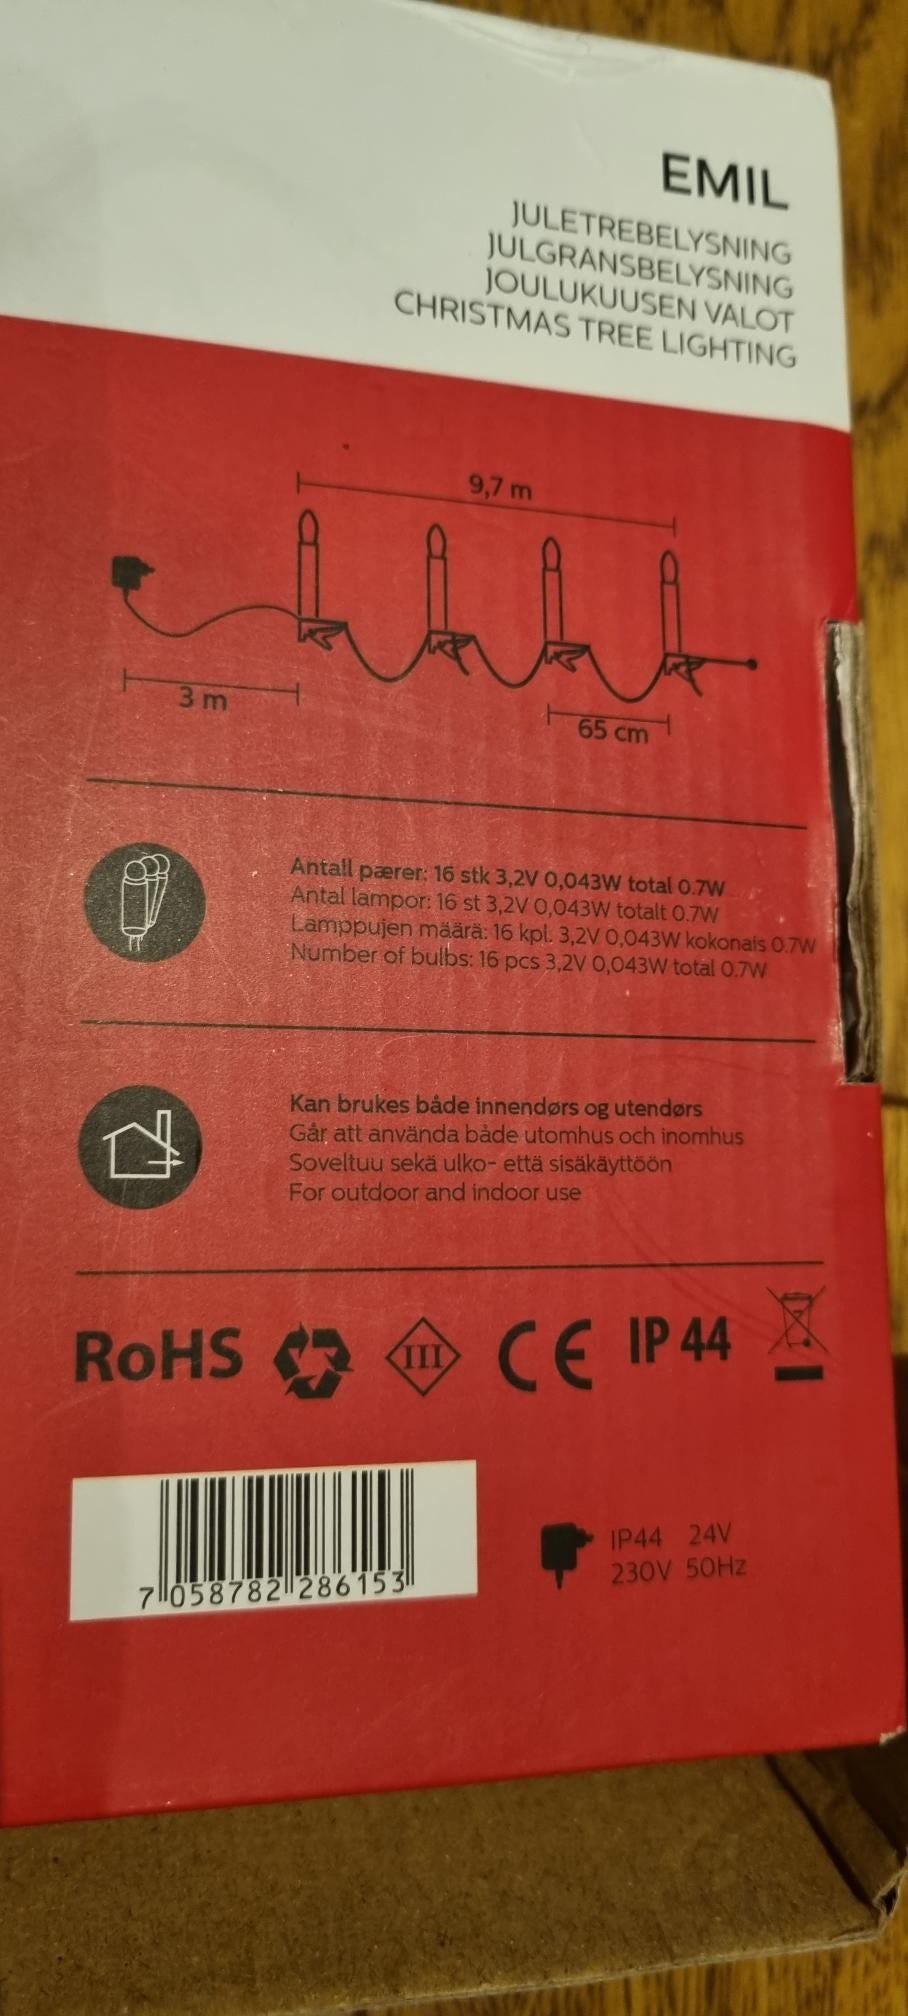 EMIL
JULETREBELYSNING
JULGRANSBELYSNING
JOULUKUUSEN VALOT
CHRISTMAS TREE LIGHTING
9,7 m
3 m
65 cm
Antall pærer: 16 stk 3,2V 0,043W total 0.7W
Antal lampor: 16 st 3,2V 0,043W totalt 0.7W
Lamppujen määrä: 16 kpl. 3,2V 0,043W kokonais 0.7W
Number of bulbs: 16 pcs 3,2V 0,043W total 0.7W
Kan brukes både innendørs og utendørs
Går att använda både utomhus och inomhus
Soveltuu sekä ulko- että sisäkäyttöön
For outdoor and indoor use
RoHS III CE IP 44
7 058782 286153
IP44 24V
230V 50Hz